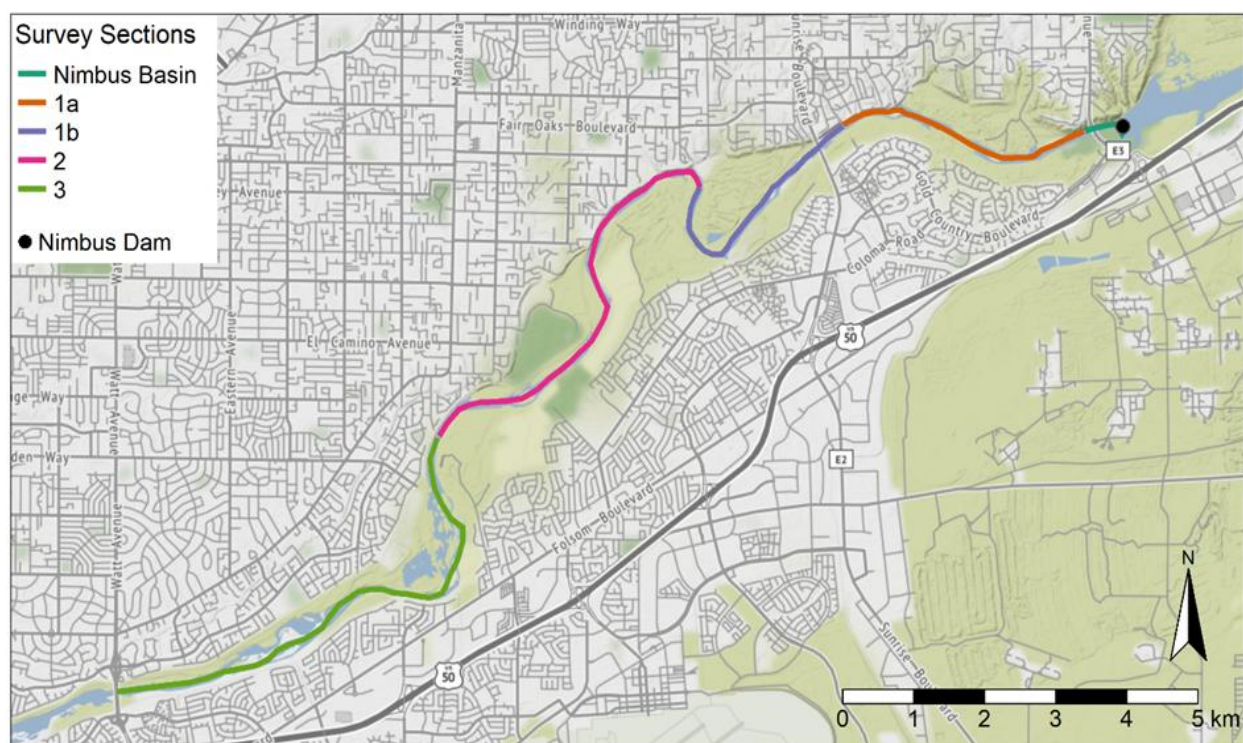 Survey Sections
Nimbus Basin
1a
1b
2
3
Nimbus Dam
Winding Way
Manzanita
Sunrise Boulevard
Fair Oaks Boulevard
E3
Gold Country Boulevard
Coloma Road
50
El Camino Avenue
Eastern Avenue
Watt Avenue
E2
Folsom Boulevard
50
N
0 1 2 3 4 5 km